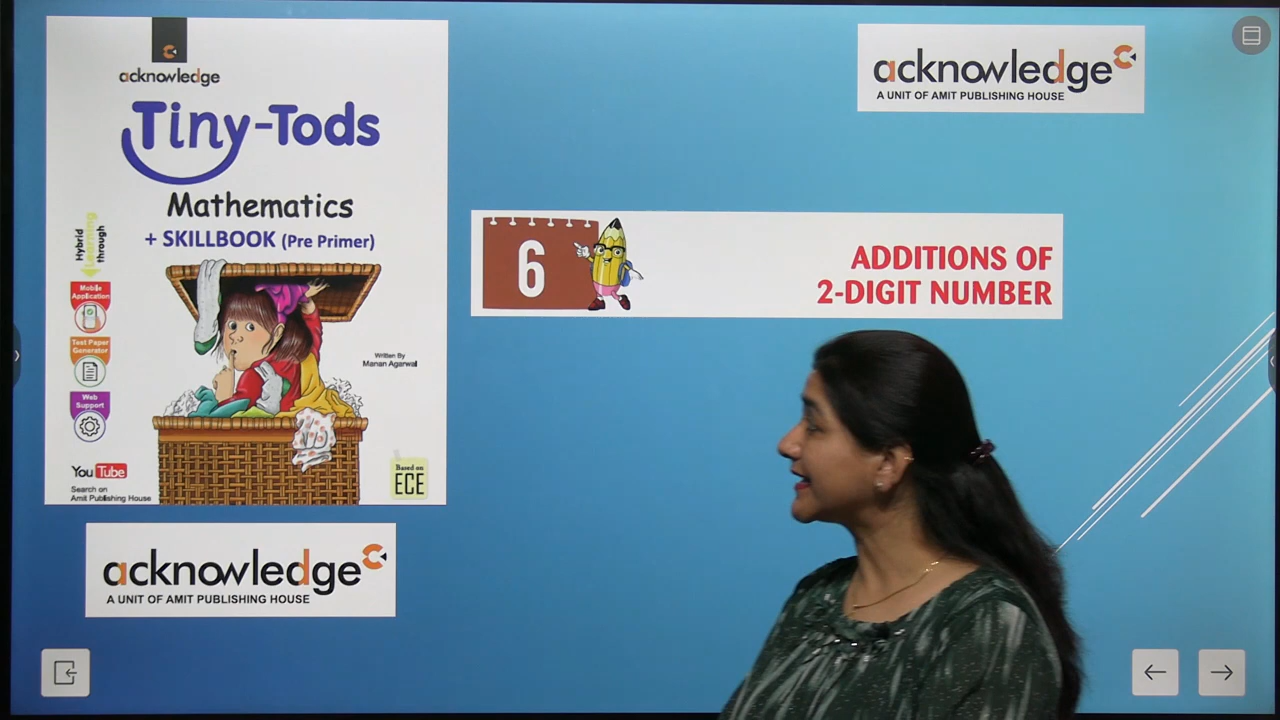 acknowledge
Tiny-Tods
Mathematics
+ SKILLBOOK (Pre Primer)
Hybrid
Learning
through
Mobile
Application
Test Paper
Generator
Web
Support
Written By
Manan Agarwal
You Tube
Search on
Amit Publishing House
Based on
ECE
acknowledge
A UNIT OF AMIT PUBLISHING HOUSE
6
ADDITIONS OF
2-DIGIT NUMBER
acknowledge
A UNIT OF AMIT PUBLISHING HOUSE